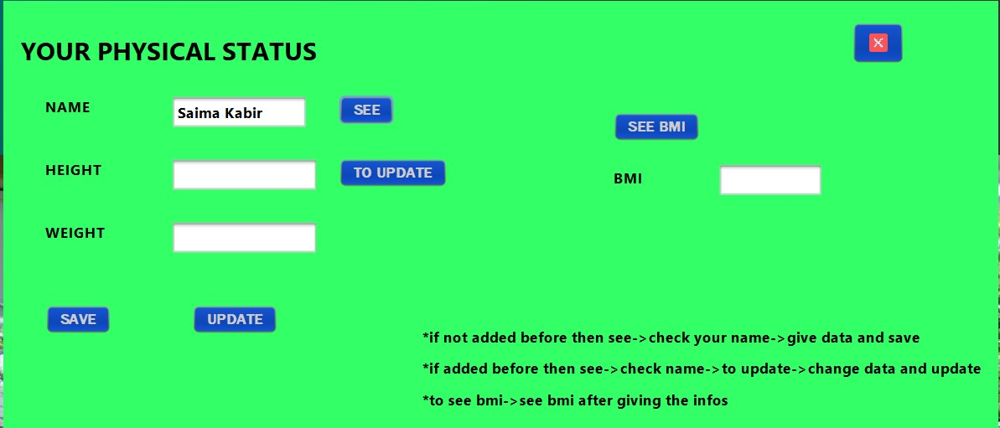 YOUR PHYSICAL STATUS
NAME
Saima Kabir
SEE
SEE BMI
HEIGHT
TO UPDATE
BMI
WEIGHT
SAVE
UPDATE
*if not added before then see->check your name->give data and save
*if added before then see->check name->to update->change data and update
*to see bmi->see bmi after giving the infos